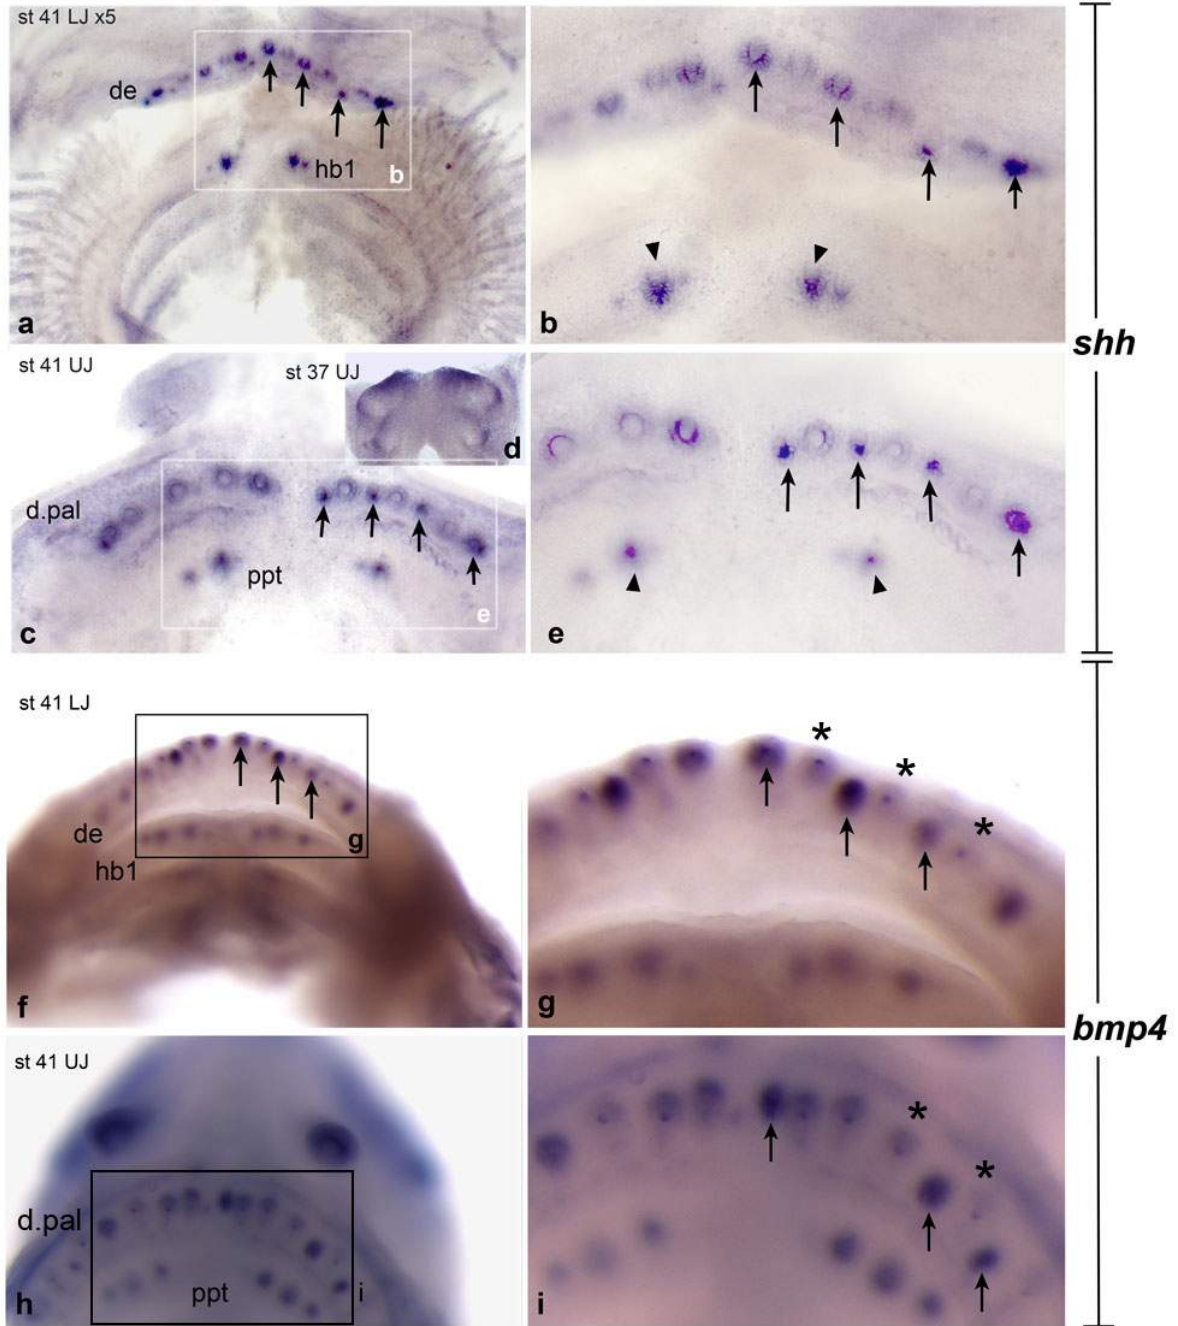 st 41 LJ x5
de
hb1
b
a
b
shh
st 41 UJ
st 37 UJ
d
d.pal
ppt
e
c
e
st 41 LJ
de
g
hb1
f
g
*
*
*
bmp4
st 41 UJ
d.pal
ppt
i
h
i
*
*